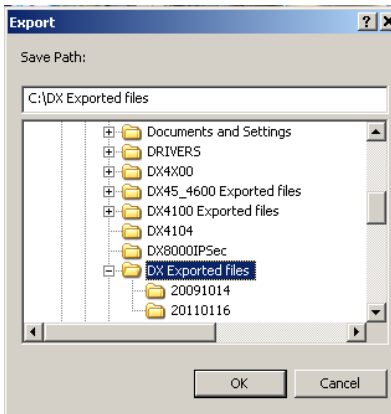 Export
Save Path:
C:\DX Exported files
Documents and Settings
DRIVERS
DX4X00
DX45_4600 Exported files
DX4100 Exported files
DX4104
DX8000IPSec
DX Exported files
20091014
20110116
OK Cancel